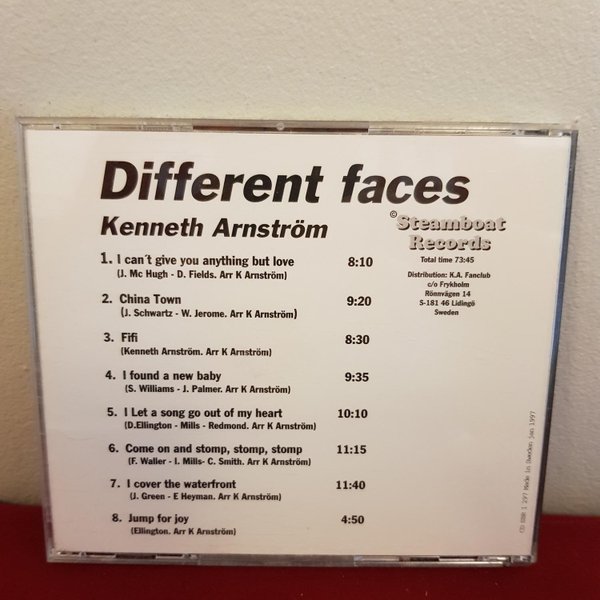 Different faces
Kenneth Arnström
© Steamboat
Records
Total time 73:45
Distribution: K.A. Fanclub
c/o Frykholm
Rönnvägen 14
S-181 46 Lidingö
Sweden
1. I can´t give you anything but love 8:10
(J. Mc Hugh - D. Fields. Arr K Arnström)
2. China Town 9:20
(J. Schwartz - W. Jerome. Arr K Arnström)
3. Fifi 8:30
(Kenneth Arnström. Arr K Arnström)
4. I found a new baby 9:35
(S. Williams - J. Palmer. Arr K Arnström)
5. I Let a song go out of my heart 10:10
(D.Ellington - Mills - Redmond. Arr K Arnström)
6. Come on and stomp, stomp, stomp 11:15
(F. Waller - I. Mills- C. Smith. Arr K Arnström)
7. I cover the waterfront 11:40
(J. Green - E Heyman. Arr K Arnström)
8. Jump for joy 4:50
(Ellington. Arr K Arnström)
CD SBR 1 297 Made in Sweden jan 1997